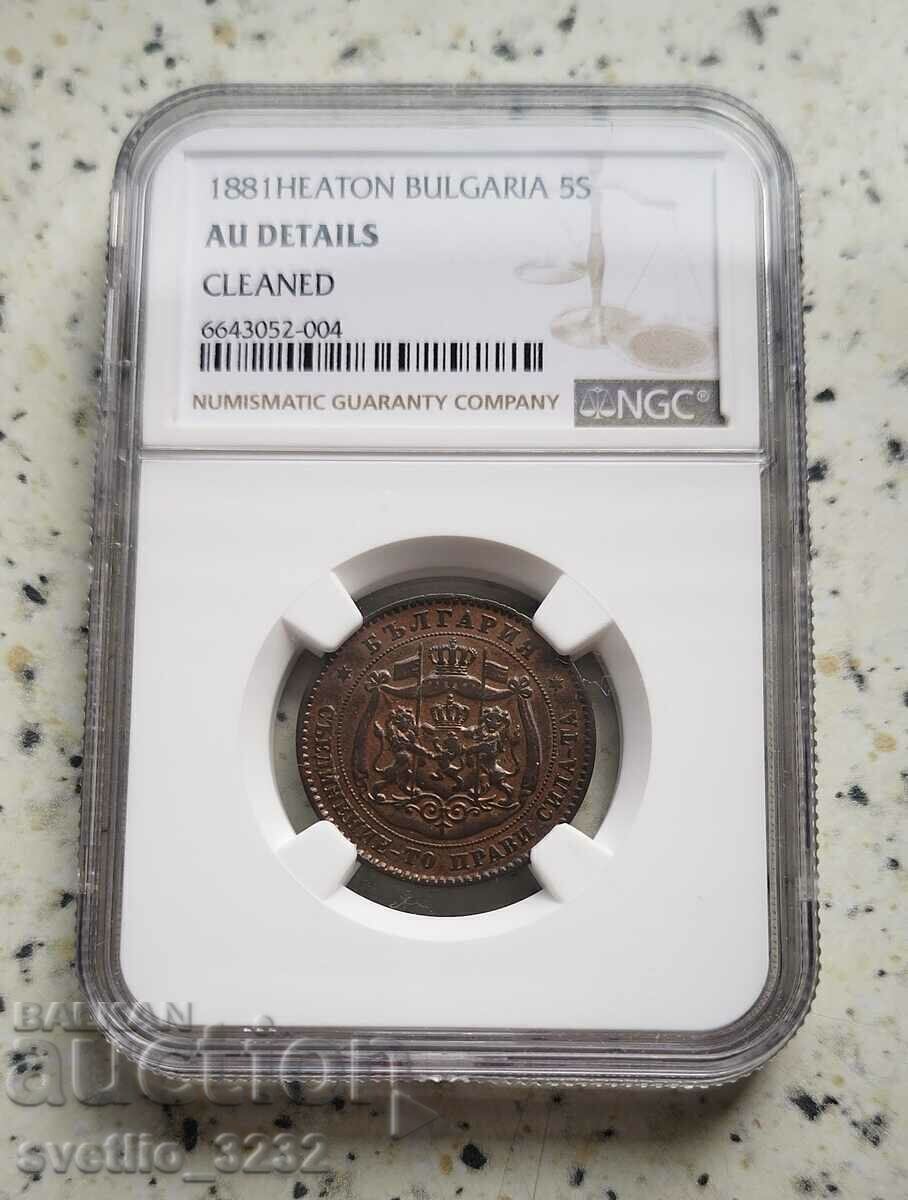 1881HEATON BULGARIA 5S
AU DETAILS
CLEANED
6643052-004
NUMISMATIC GUARANTY COMPANY
NGC®
★ БЪЛГАРИЯ ★
СЪЕДИНЕНИЕ-ТО ПРАВИ СИЛА-ТА
BALKAN
auction
svetlio_3232